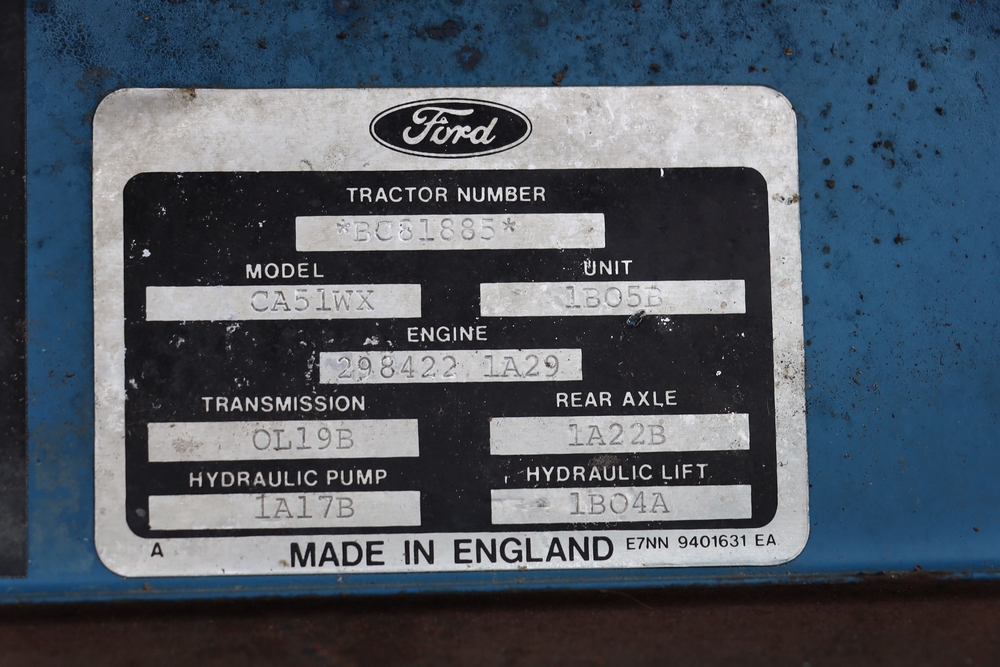 Ford
TRACTOR NUMBER
*BC81885*
MODEL UNIT
CA51WX 1B05B
ENGINE
298422 1A29
TRANSMISSION REAR AXLE
0L19B 1A22B
HYDRAULIC PUMP HYDRAULIC LIFT
1A17B 1B04A
A MADE IN ENGLAND E7NN 9401631 EA